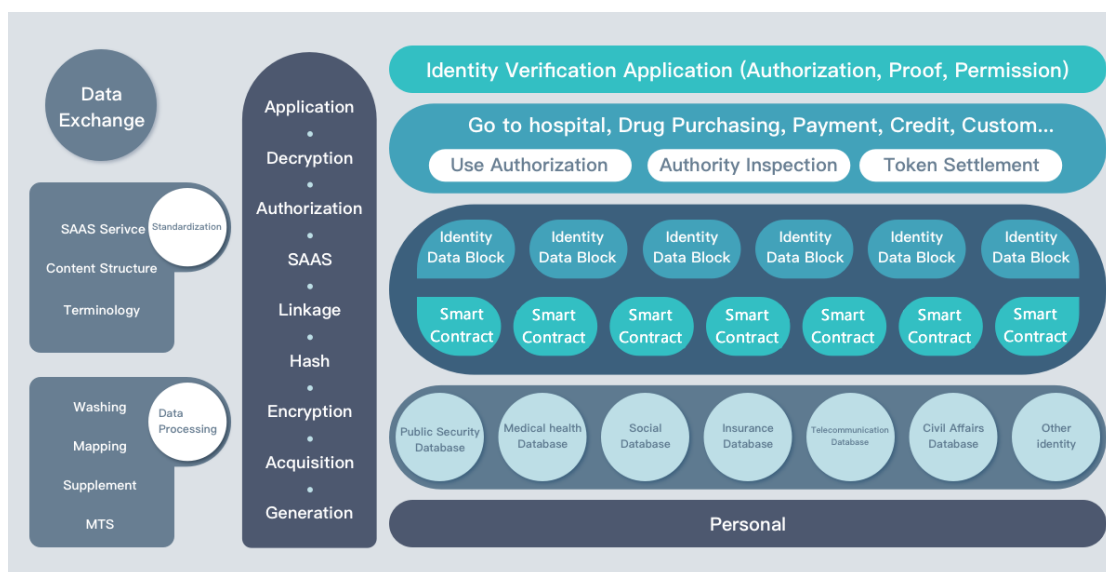 Data
Exchange
SAAS Serivce
Content Structure
Terminology
Standardization
Washing
Mapping
Supplement
MTS
Data
Processing
Application
Decryption
Authorization
SAAS
Linkage
Hash
Encryption
Acquisition
Generation
Identity Verification Application (Authorization, Proof, Permission)
Go to hospital, Drug Purchasing, Payment, Credit, Custom...
Use Authorization
Authority Inspection
Token Settlement
Identity
Data Block
Identity
Data Block
Identity
Data Block
Identity
Data Block
Identity
Data Block
Identity
Data Block
Smart
Contract
Smart
Contract
Smart
Contract
Smart
Contract
Smart
Contract
Smart
Contract
Smart
Contract
Public Security
Database
Medical health
Database
Social
Database
Insurance
Database
Telecommunication
Database
Civil Affairs
Database
Other
identity
Personal